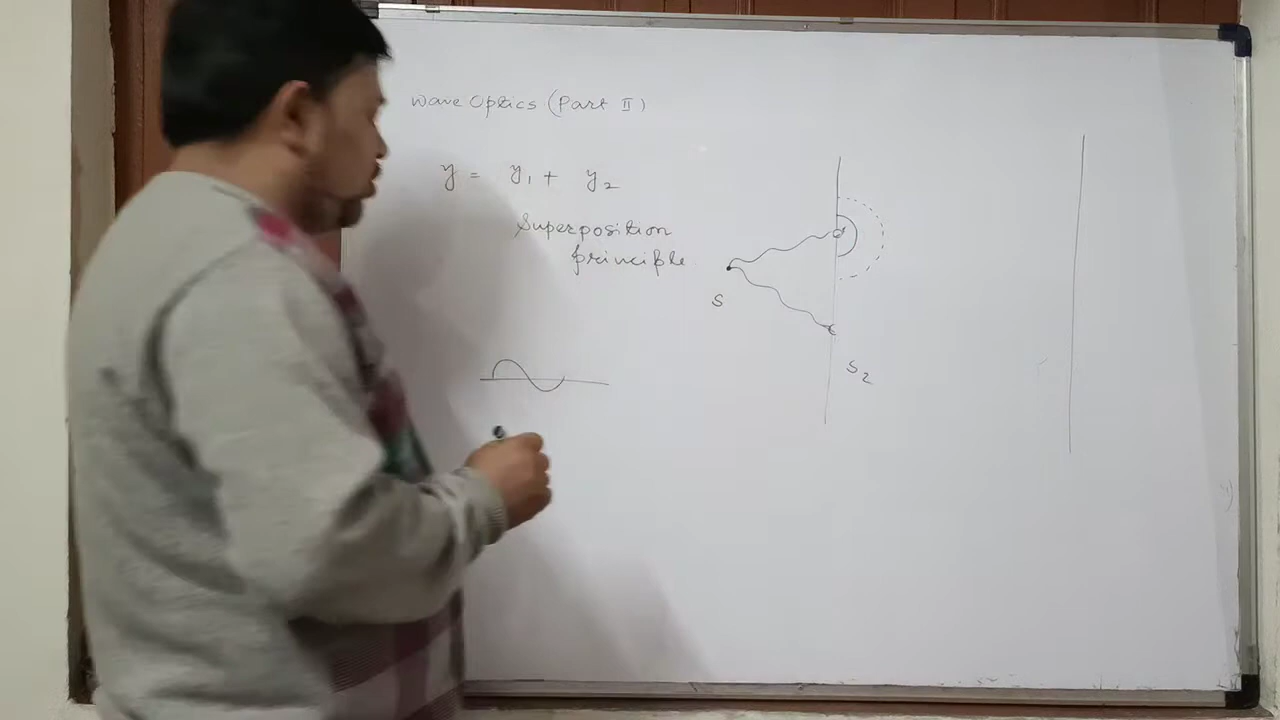 Wave Optics (Part II)
y = y₁ + y₂
Superposition
principle
S
S₂